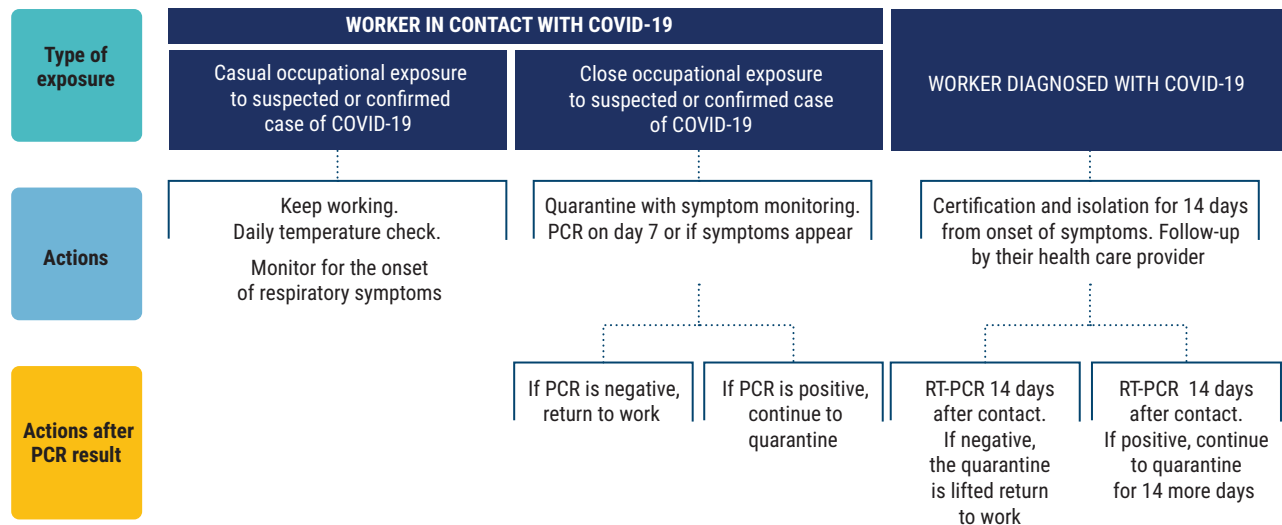 Type of
exposure
WORKER IN CONTACT WITH COVID-19
Casual occupational exposure
to suspected or confirmed
case of COVID-19
Close occupational exposure
to suspected or confirmed case
of COVID-19
WORKER DIAGNOSED WITH COVID-19
Actions
Keep working.
Daily temperature check.
Monitor for the onset
of respiratory symptoms
Quarantine with symptom monitoring.
PCR on day 7 or if symptoms appear
Certification and isolation for 14 days
from onset of symptoms. Follow-up
by their health care provider
Actions after
PCR result
If PCR is negative,
return to work
If PCR is positive,
continue to
quarantine
RT-PCR 14 days
after contact.
If negative,
the quarantine
is lifted return
to work
RT-PCR 14 days
after contact.
If positive, continue
to quarantine
for 14 more days